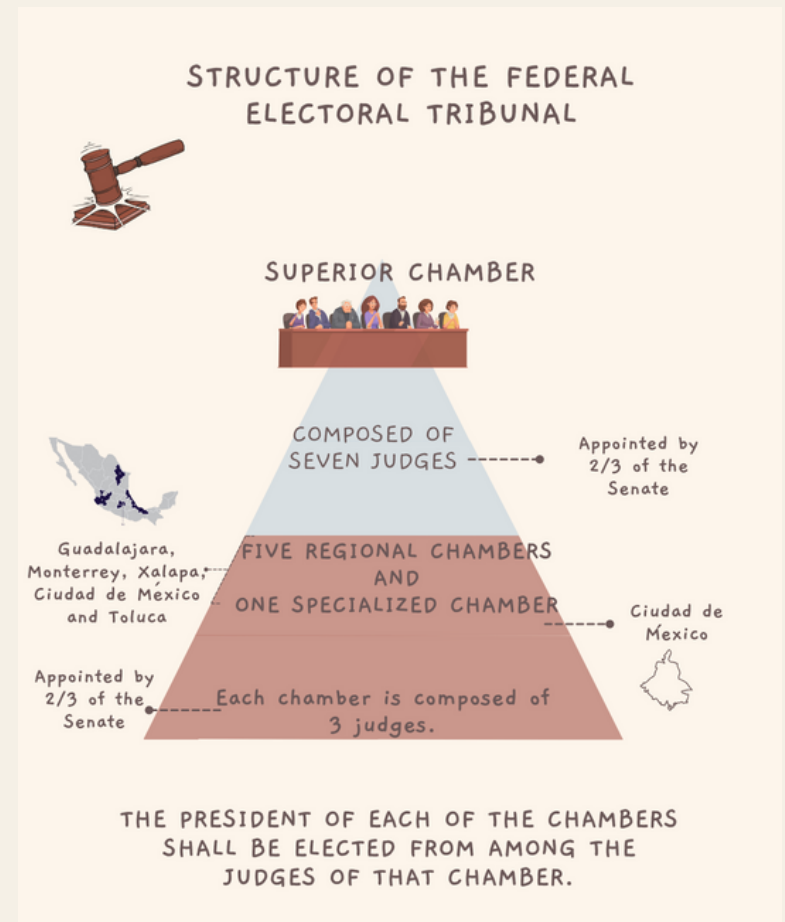 STRUCTURE OF THE FEDERAL
ELECTORAL TRIBUNAL
SUPERIOR CHAMBER
COMPOSED OF
SEVEN JUDGES
Appointed by
2/3 of the
Senate
Guadalajara,
Monterrey, Xalapa,
Ciudad de México
and Toluca
FIVE REGIONAL CHAMBERS
AND
ONE SPECIALIZED CHAMBER
Ciudad de
México
Appointed by
2/3 of the
Senate
Each chamber is composed of
3 judges.
THE PRESIDENT OF EACH OF THE CHAMBERS
SHALL BE ELECTED FROM AMONG THE
JUDGES OF THAT CHAMBER.